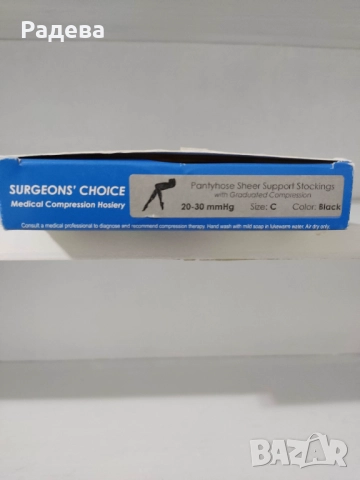 Радева
SURGEONS' CHOICE
Medical Compression Hosiery
Pantyhose Sheer Support Stockings
with Graduated Compression
20-30 mmHg Size: C Color: Black
Consult a medical professional to diagnose and recommend compression therapy. Hand wash with mild soap in lukewarm water. Air dry only.
BAZAR